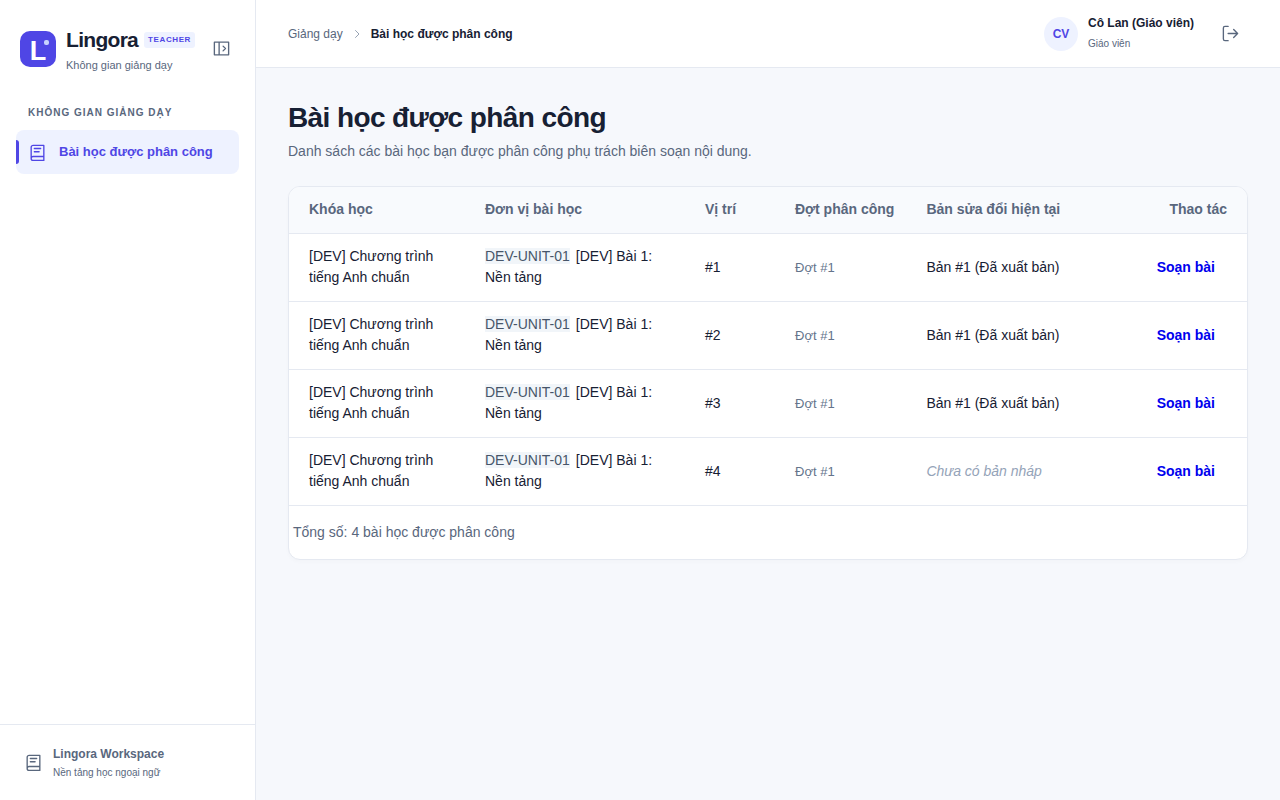 Lingora TEACHER
Không gian giảng dạy
KHÔNG GIAN GIẢNG DẠY
Bài học được phân công
Lingora Workspace
Nền tảng học ngoại ngữ
Giảng dạy > Bài học được phân công
CV
Cô Lan (Giáo viên)
Giáo viên
Bài học được phân công
Danh sách các bài học bạn được phân công phụ trách biên soạn nội dung.
Khóa học Đơn vị bài học Vị trí Đợt phân công Bản sửa đổi hiện tại Thao tác
[DEV] Chương trình tiếng Anh chuẩn DEV-UNIT-01 [DEV] Bài 1: Nền tảng #1 Đợt #1 Bản #1 (Đã xuất bản) Soạn bài
[DEV] Chương trình tiếng Anh chuẩn DEV-UNIT-01 [DEV] Bài 1: Nền tảng #2 Đợt #1 Bản #1 (Đã xuất bản) Soạn bài
[DEV] Chương trình tiếng Anh chuẩn DEV-UNIT-01 [DEV] Bài 1: Nền tảng #3 Đợt #1 Bản #1 (Đã xuất bản) Soạn bài
[DEV] Chương trình tiếng Anh chuẩn DEV-UNIT-01 [DEV] Bài 1: Nền tảng #4 Đợt #1 Chưa có bản nháp Soạn bài
Tổng số: 4 bài học được phân công